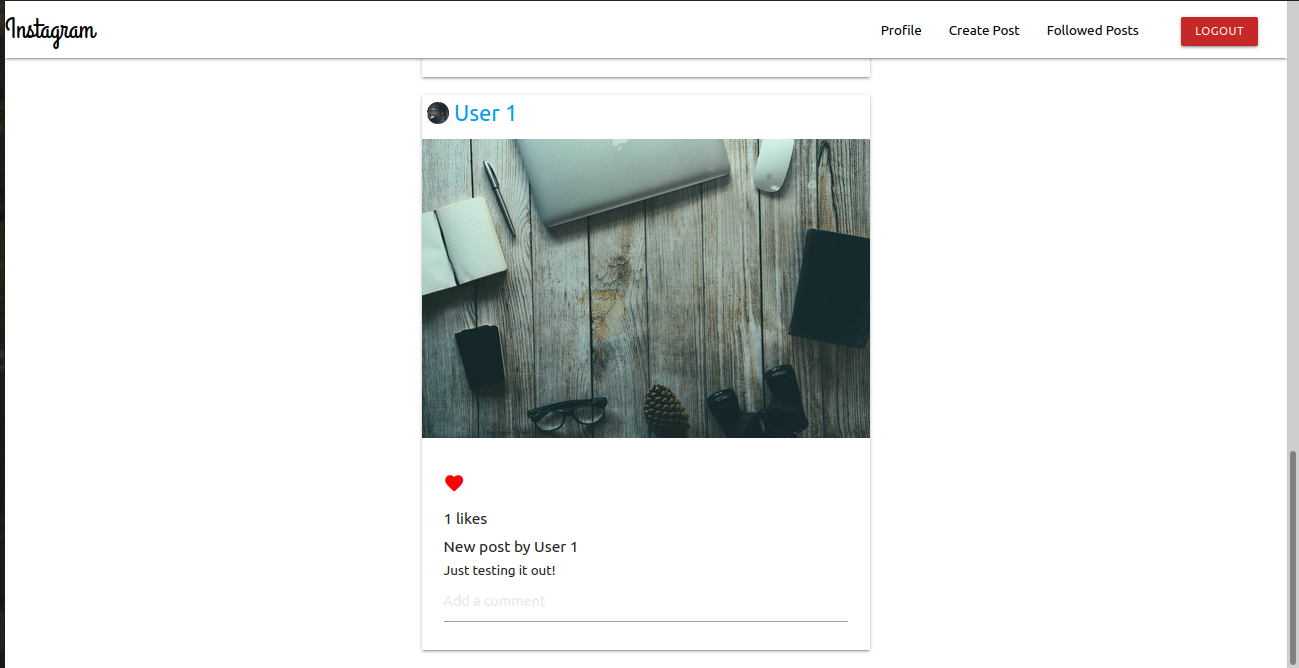 Instagram
Profile Create Post Followed Posts LOGOUT
User 1
1 likes
New post by User 1
Just testing it out!
Add a comment